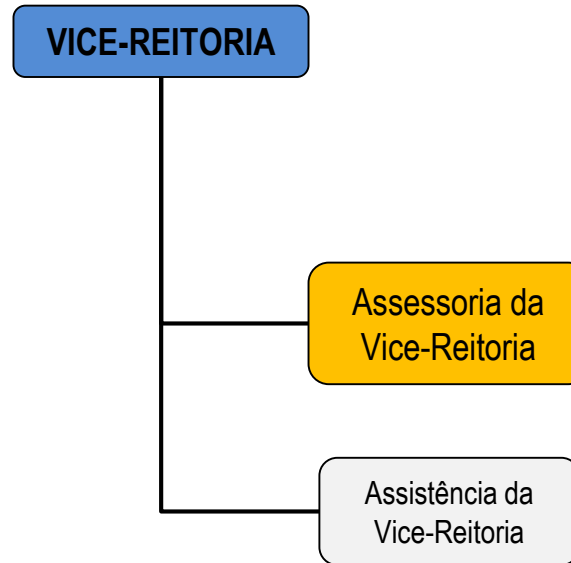 VICE-REITORIA
Assessoria da
Vice-Reitoria
Assistência da
Vice-Reitoria